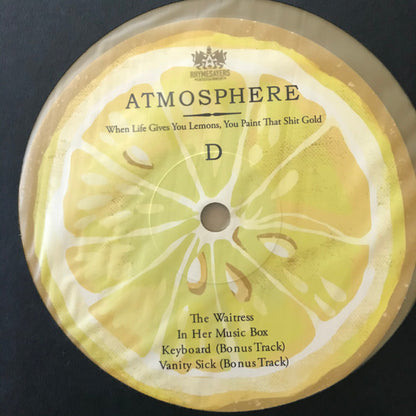 RHYMESAYERS
ENTERTAINMENT
ATMOSPHERE
When Life Gives You Lemons, You Paint That Shit Gold
D
The Waitress
In Her Music Box
Keyboard (Bonus Track)
Vanity Sick (Bonus Track)